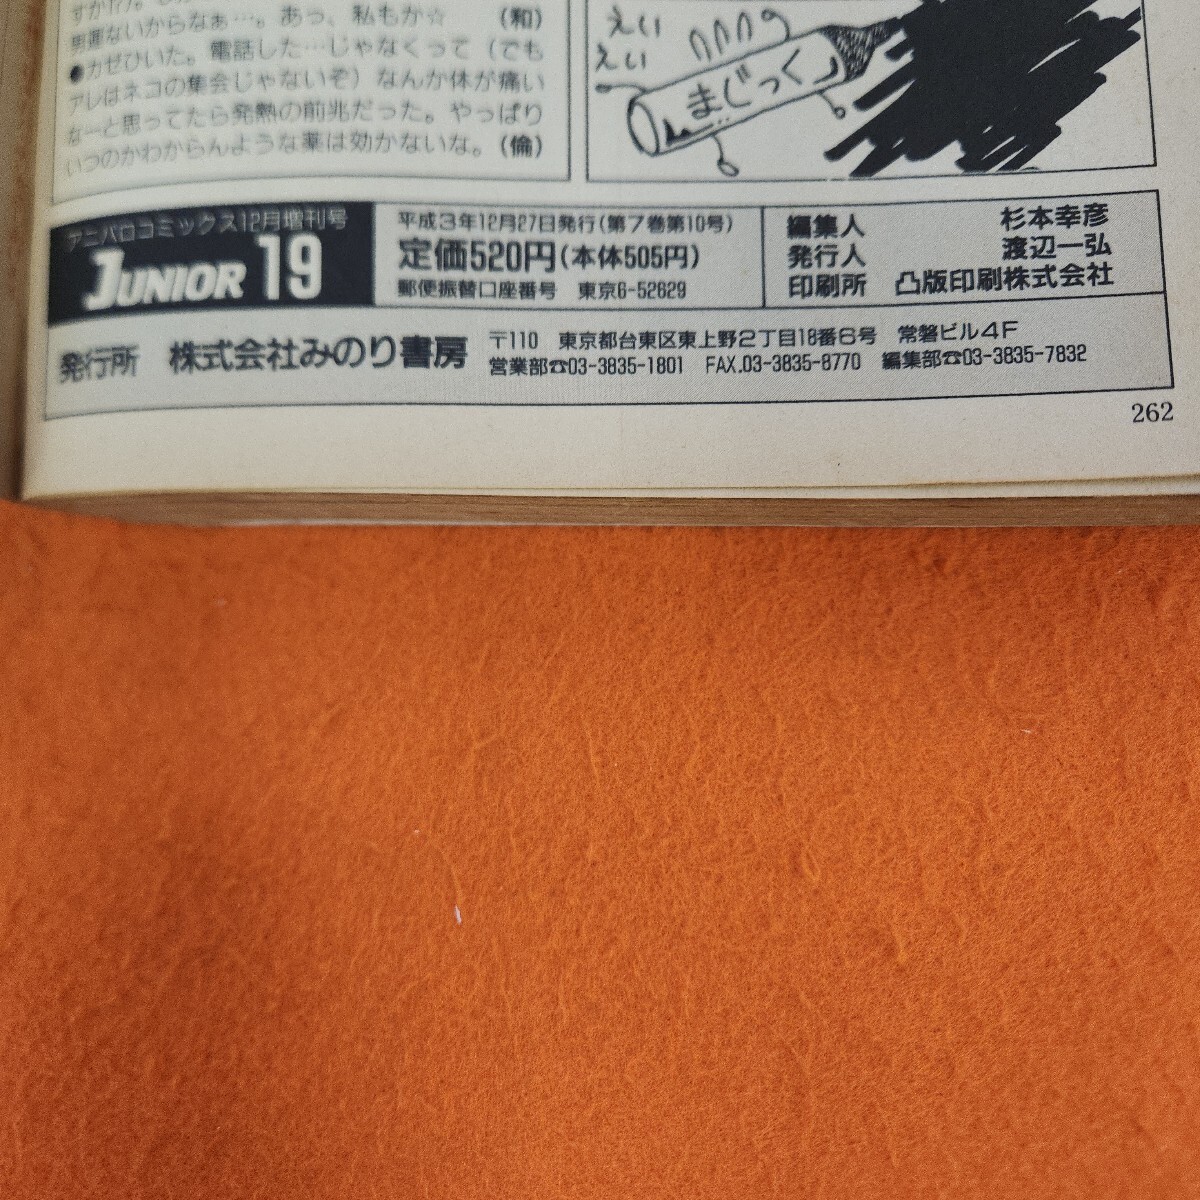 男運ないからなぁ…。あっ、私もか☆ (和)
●カゼひいた。電話した…じゃなくって(でも
アレはネコの集会じゃないぞ)なんか体が痛い
なーと思ってたら発熱の前兆だった。やっぱり
いつのかわからんような薬は効かないな。(倫)
えい
えい
まじっく
アニパロコミックス12月増刊号
JUNIOR 19
平成3年12月27日発行(第7巻第10号)
定価520円(本体505円)
郵便振替口座番号 東京6-52629
編集人 杉本幸彦
発行人 渡辺一弘
印刷所 凸版印刷株式会社
発行所 株式会社みのり書房
〒110 東京都台東区東上野2丁目18番6号 常磐ビル4F
営業部☎03-3835-1801 FAX.03-3835-8770 編集部☎03-3835-7832
262